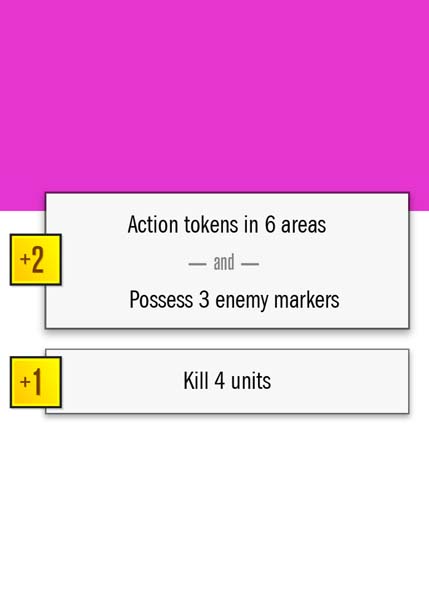 Action tokens in 6 areas
— and —
+2
Possess 3 enemy markers
+1
Kill 4 units